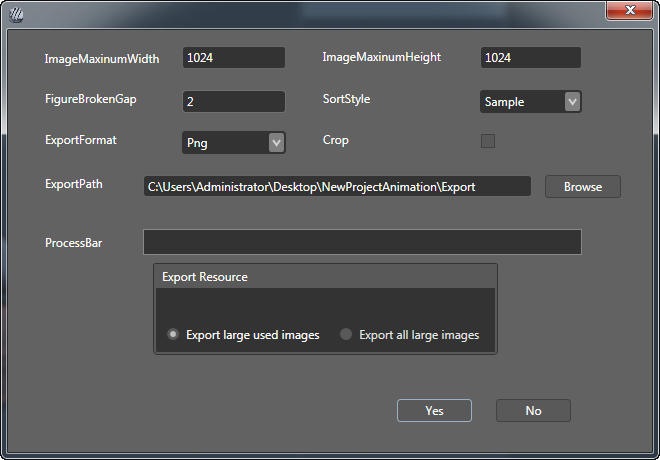 ImageMaxinumWidth 1024 ImageMaxinumHeight 1024
FigureBrokenGap 2 SortStyle Sample
ExportFormat Png Crop
ExportPath C:\Users\Administrator\Desktop\NewProjectAnimation\Export Browse
ProcessBar
Export Resource
Export large used images Export all large images
Yes No